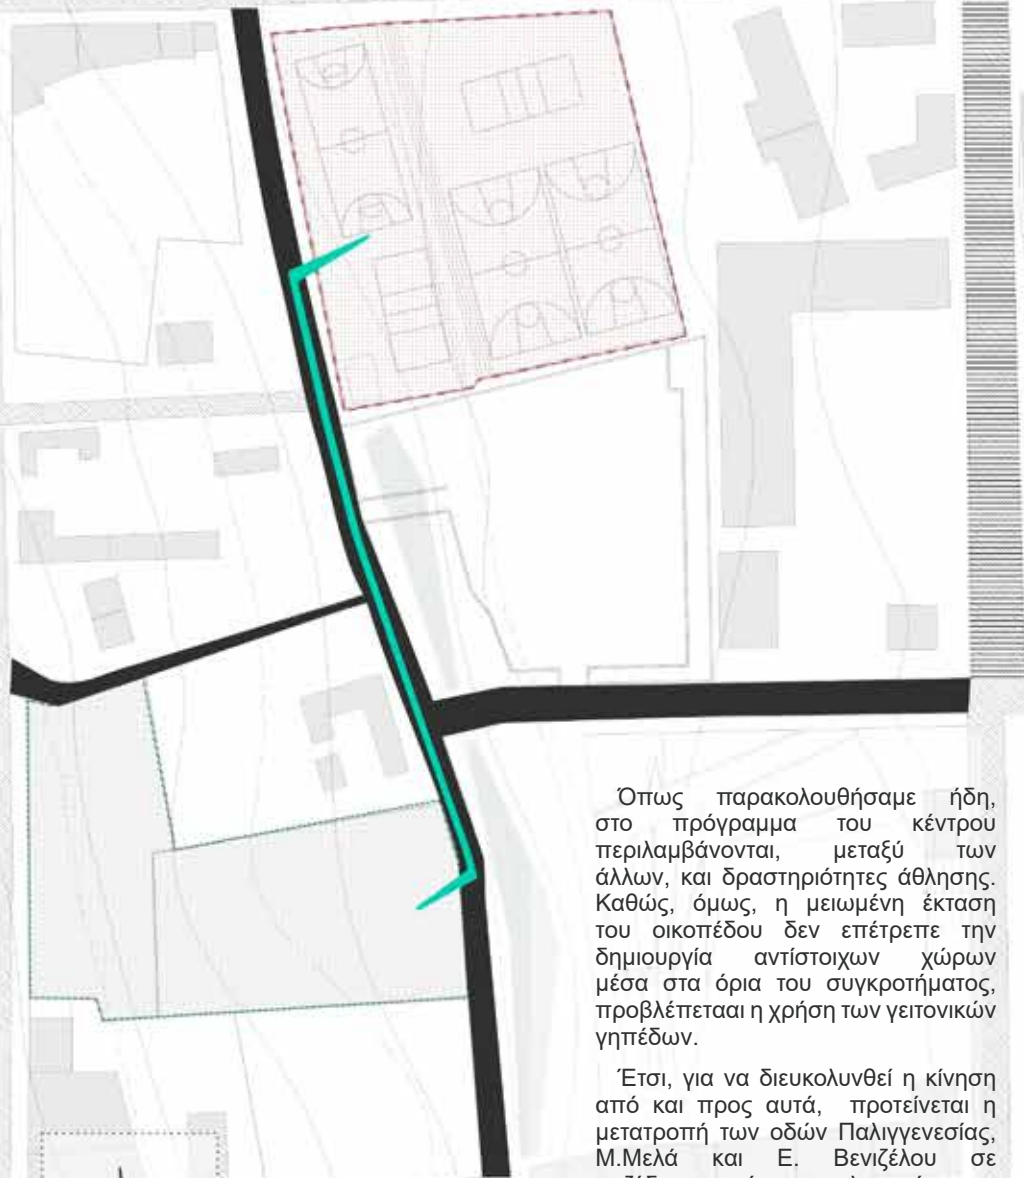 Όπως παρακολουθήσαμε ήδη,
στο πρόγραμμα του κέντρου
περιλαμβάνονται, μεταξύ των
άλλων, και δραστηριότητες άθλησης.
Καθώς, όμως, η μειωμένη έκταση
του οικοπέδου δεν επέτρεπε την
δημιουργία αντίστοιχων χώρων
μέσα στα όρια του συγκροτήματος,
προβλέπετααι η χρήση των γειτονικών
γηπέδων.
Έτσι, για να διευκολυνθεί η κίνηση
από και προς αυτά, προτείνεται η
μετατροπή των οδών Παλιγγενεσίας,
Μ.Μελά και Ε. Βενιζέλου σε